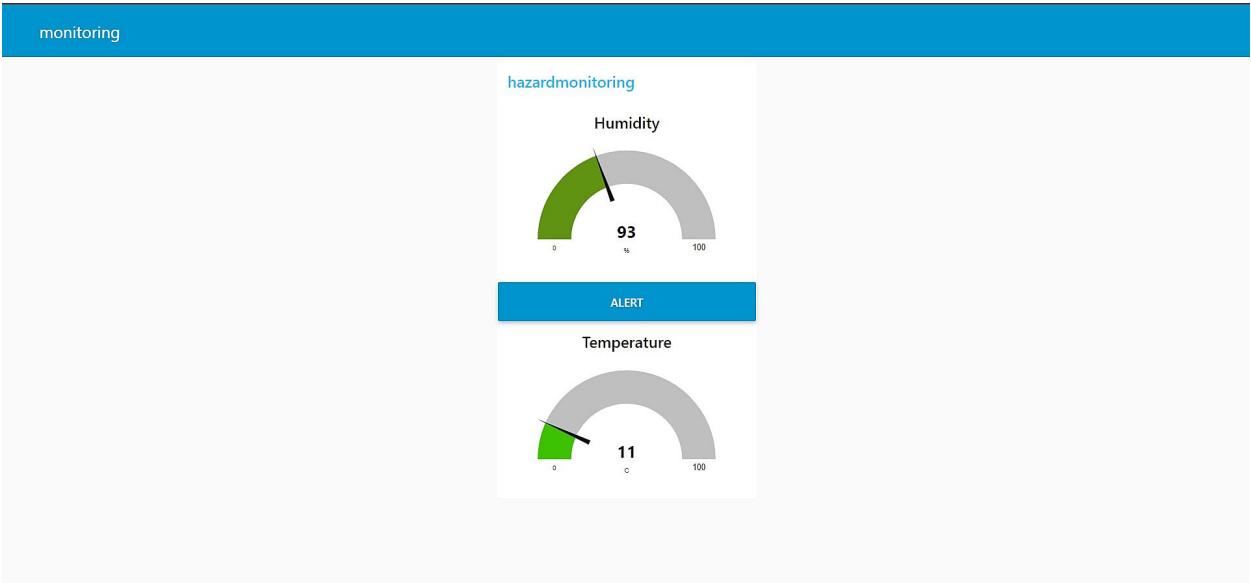 monitoring
hazardmonitoring
Humidity
93
%
0
100
ALERT
Temperature
11
C
0
100